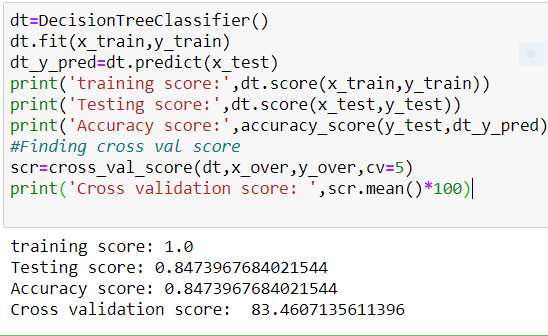 dt=DecisionTreeClassifier()
dt.fit(x_train,y_train)
dt_y_pred=dt.predict(x_test)
print('training score:',dt.score(x_train,y_train))
print('Testing score:',dt.score(x_test,y_test))
print('Accuracy score:',accuracy_score(y_test,dt_y_pred)
#Finding cross val score
scr=cross_val_score(dt,x_over,y_over,cv=5)
print('Cross validation score: ',scr.mean()*100)
training score: 1.0
Testing score: 0.8473967684021544
Accuracy score: 0.8473967684021544
Cross validation score:  83.4607135611396